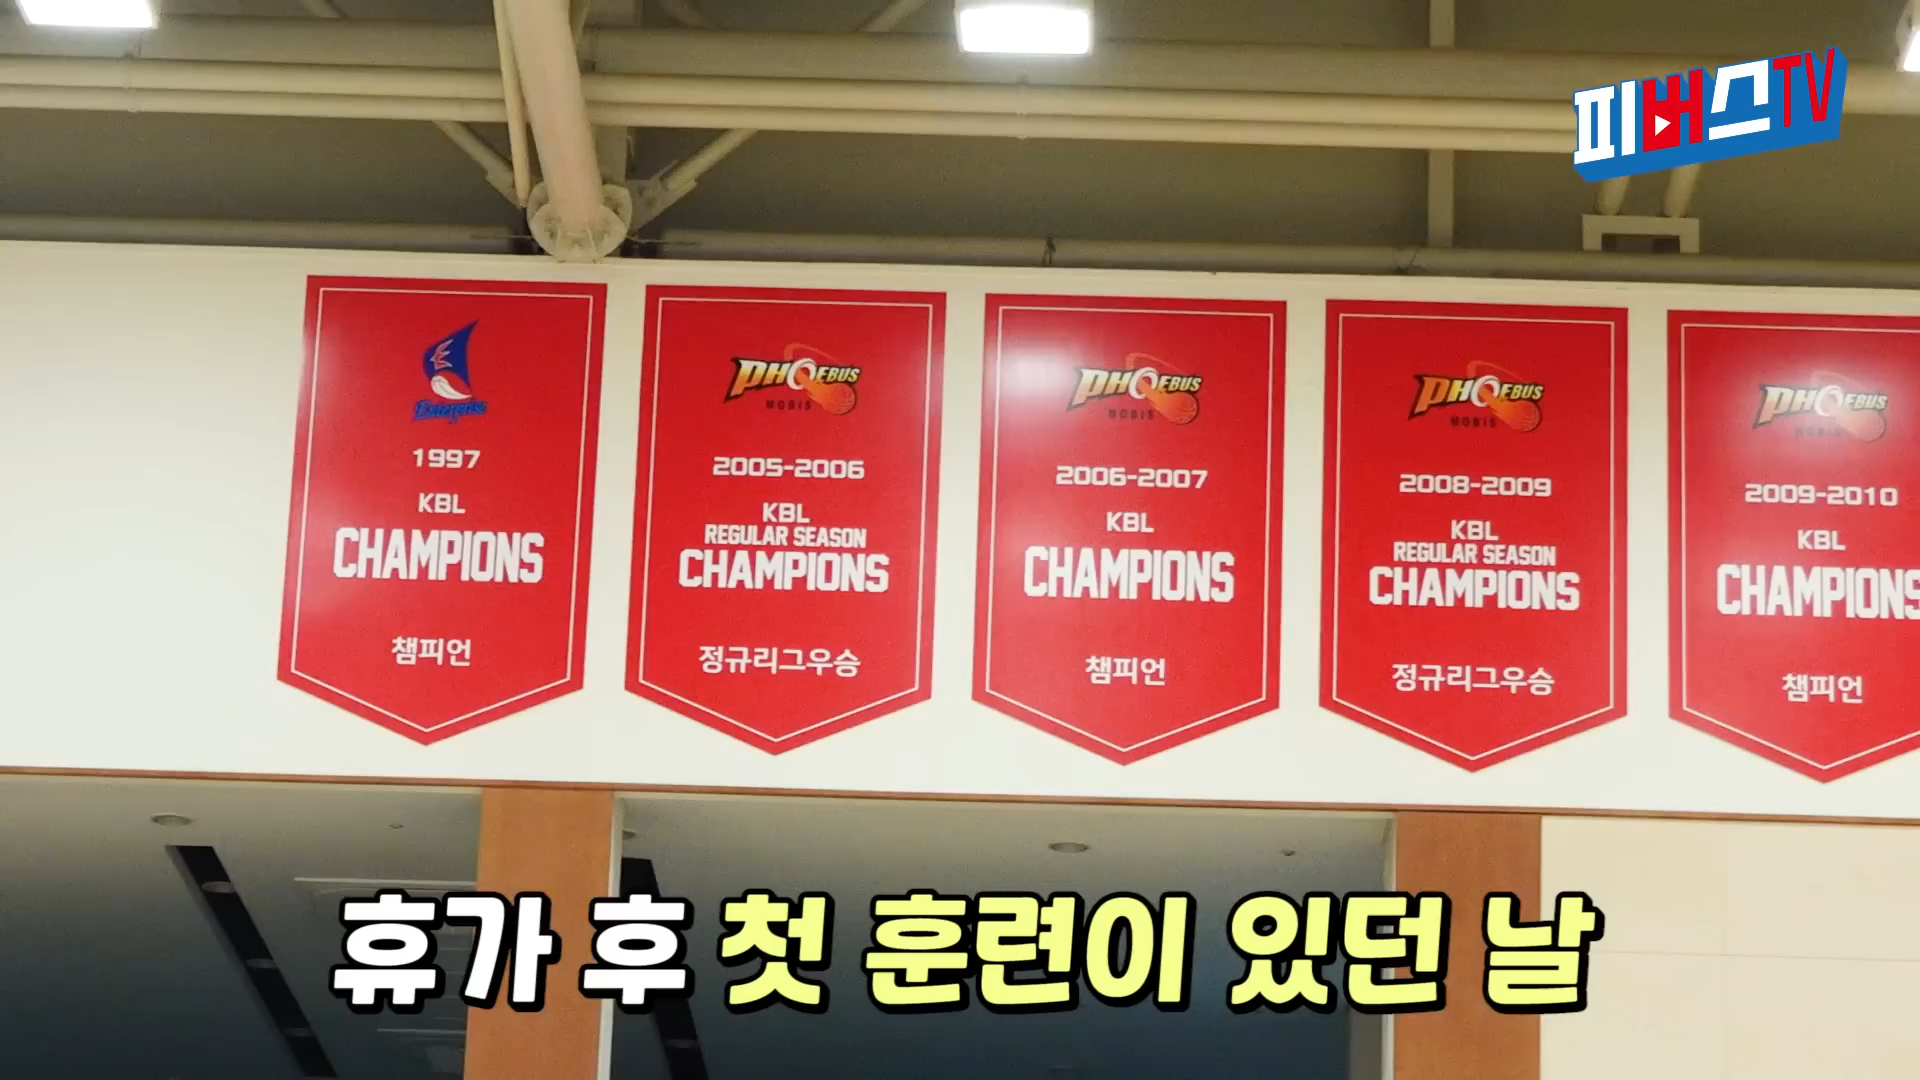 피버스TV
Enterprise
1997
KBL
CHAMPIONS
챔피언
PHOEBUS
MOBIS
2005-2006
KBL
REGULAR SEASON
CHAMPIONS
정규리그우승
PHOEBUS
MOBIS
2006-2007
KBL
CHAMPIONS
챔피언
PHOEBUS
MOBIS
2008-2009
KBL
REGULAR SEASON
CHAMPIONS
정규리그우승
PHOEBUS
MOBIS
2009-2010
KBL
CHAMPIONS
챔피언
휴가 후 첫 훈련이 있던 날